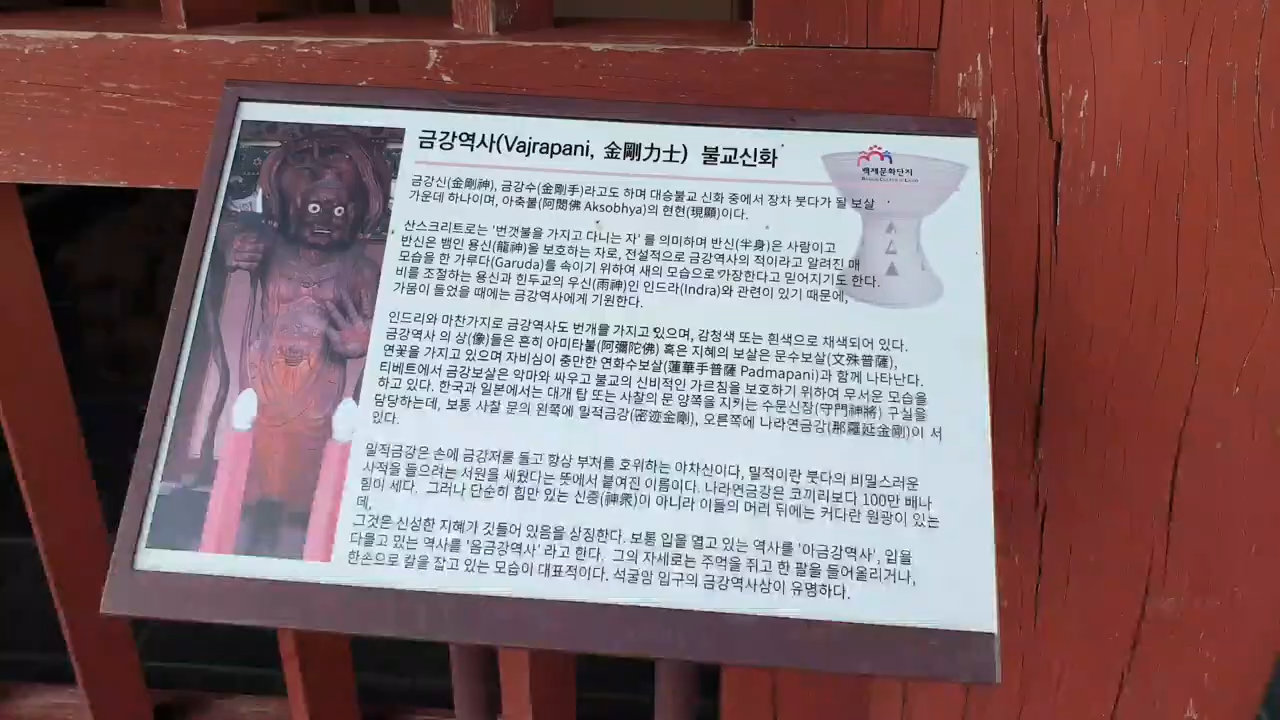 금강역사(Vajrapani, 金剛力士) 불교신화
백제문화단지
금강신(金剛神), 금강수(金剛手)라고도 하며 대승불교 신화 중에서 장차 붓다가 될 보살
가운데 하나이며, 아축불(阿閦佛 Aksobhya)의 현현(現顯)이다.
산스크리트로는 '번갯불을 가지고 다니는 자' 를 의미하며 반신(半身)은 사람이고
반신은 뱀인 용신(龍神)을 보호하는 자로, 전설적으로 금강역사의 적이라고 알려진 매
모습을 한 가루다(Garuda)를 속이기 위하여 새의 모습으로 가장한다고 믿어지기도 한다.
비를 조절하는 용신과 힌두교의 우신(雨神)인 인드라(Indra)와 관련이 있기 때문에,
가뭄이 들었을 때에는 금강역사에게 기원한다.
인드리와 마찬가지로 금강역사도 번개를 가지고 있으며, 감청색 또는 흰색으로 채색되어 있다.
금강역사 의 상(像)들은 흔히 아미타불(阿彌陀佛) 혹은 지혜의 보살은 문수보살(文殊普薩),
연꽃을 가지고 있으며 자비심이 충만한 연화수보살(蓮華手普薩 Padmapani)과 함께 나타난다.
티베트에서 금강보살은 악마와 싸우고 불교의 신비적인 가르침을 보호하기 위하여 무서운 모습을
하고 있다. 한국과 일본에서는 대개 탑 또는 사찰의 문 양쪽을 지키는 수문신장(守門神將) 구실을
담당하는데, 보통 사찰 문의 왼쪽에 밀적금강(密迹金剛), 오른쪽에 나라연금강(那羅延金剛)이 서
있다.
밀적금강은 손에 금강저를 들고 항상 부처를 호위하는 야차신이다, 밀적이란 붓다의 비밀스러운
사적을 들으려는 서원을 세웠다는 뜻에서 붙여진 이름이다. 나라연금강은 코끼리보다 100만 배나
힘이 세다. 그러나 단순히 힘만 있는 신중(神衆)이 아니라 이들의 머리 뒤에는 커다란 원광이 있는
데,
그것은 신성한 지혜가 깃들어 있음을 상징한다. 보통 입을 열고 있는 역사를 '아금강역사', 입을
다물고 있는 역사를 '음금강역사' 라고 한다. 그의 자세로는 주먹을 쥐고 한 팔을 들어올리거나,
한손으로 칼을 잡고 있는 모습이 대표적이다. 석굴암 입구의 금강역사상이 유명하다.